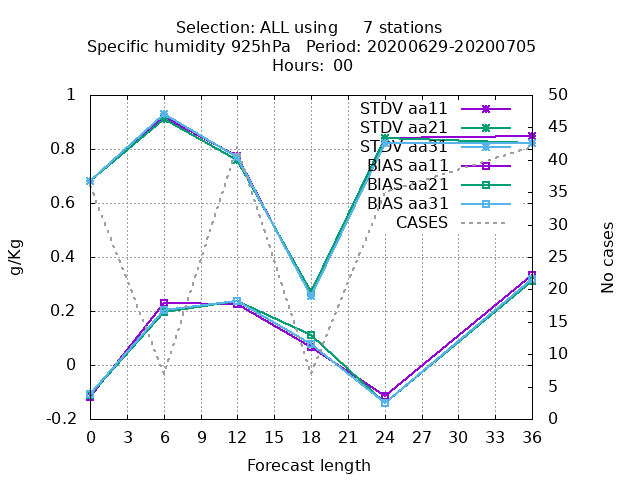 Selection: ALL using 7 stations
Specific humidity 925hPa Period: 20200629-20200705
Hours: 00
1
0.8
0.6
0.4
0.2
0
-0.2
g/Kg
50
45
40
35
30
25
20
15
10
5
0
No cases
STDV aa11
STDV aa21
STDV aa31
BIAS aa11
BIAS aa21
BIAS aa31
CASES
0 3 6 9 12 15 18 21 24 27 30 33 36
Forecast length